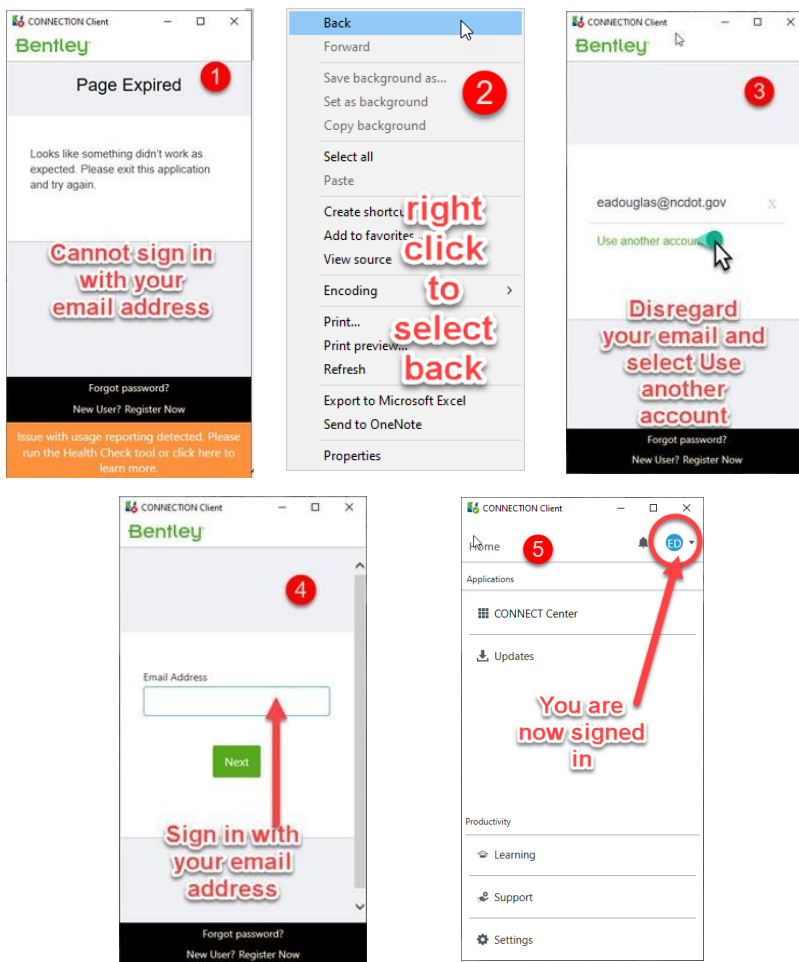 CONNECTION Client
Bentley
Page Expired
1
Looks like something didn't work as
expected. Please exit this application
and try again.
Cannot sign in
with your
email address
Forgot password?
New User? Register Now
Issue with usage reporting detected. Please
run the Health Check tool or click here to
learn more.
Back
Forward
Save background as...
Set as background
Copy background
2
Select all
Paste
Create shortcu
Add to favorites...
View source
Encoding
Print...
Print preview...
Refresh
Export to Microsoft Excel
Send to OneNote
Properties
right
click
to
select
back
CONNECTION Client
Bentley
3
eadouglas@ncdot.gov x
Use another accoun
Disregard
your email and
select Use
another
account
Forgot password?
New User? Register Now
CONNECTION Client
Bentley
4
Email Address
Next
Sign in with
your email
address
Forgot password?
New User? Register Now
CONNECTION Client
Home
5
ED
Applications
CONNECT Center
Updates
You are
now signed
in
Productivity
Learning
Support
Settings